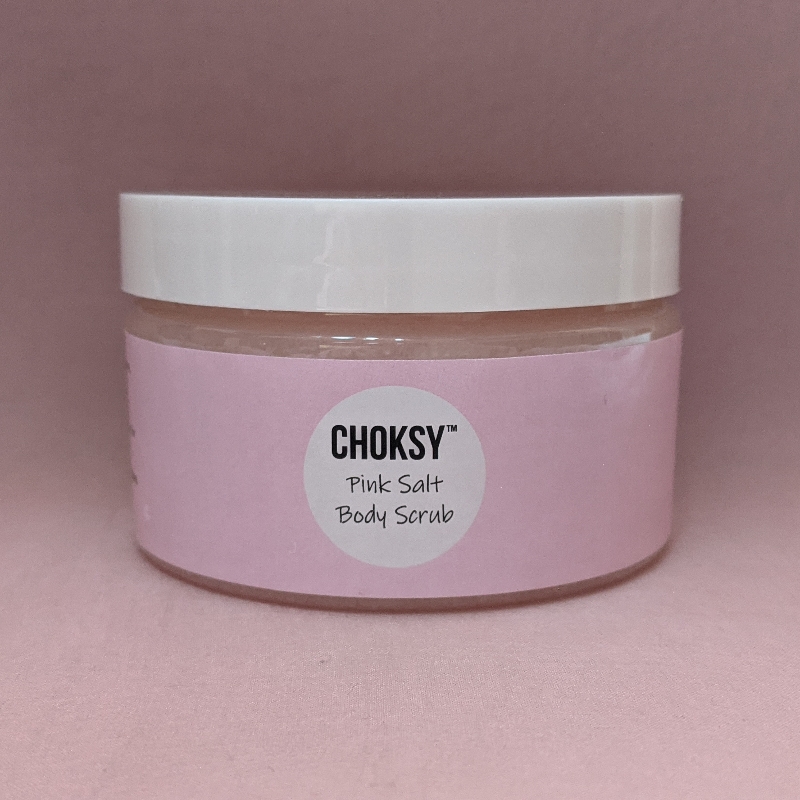 CHOKSY™
Pink Salt
Body Scrub